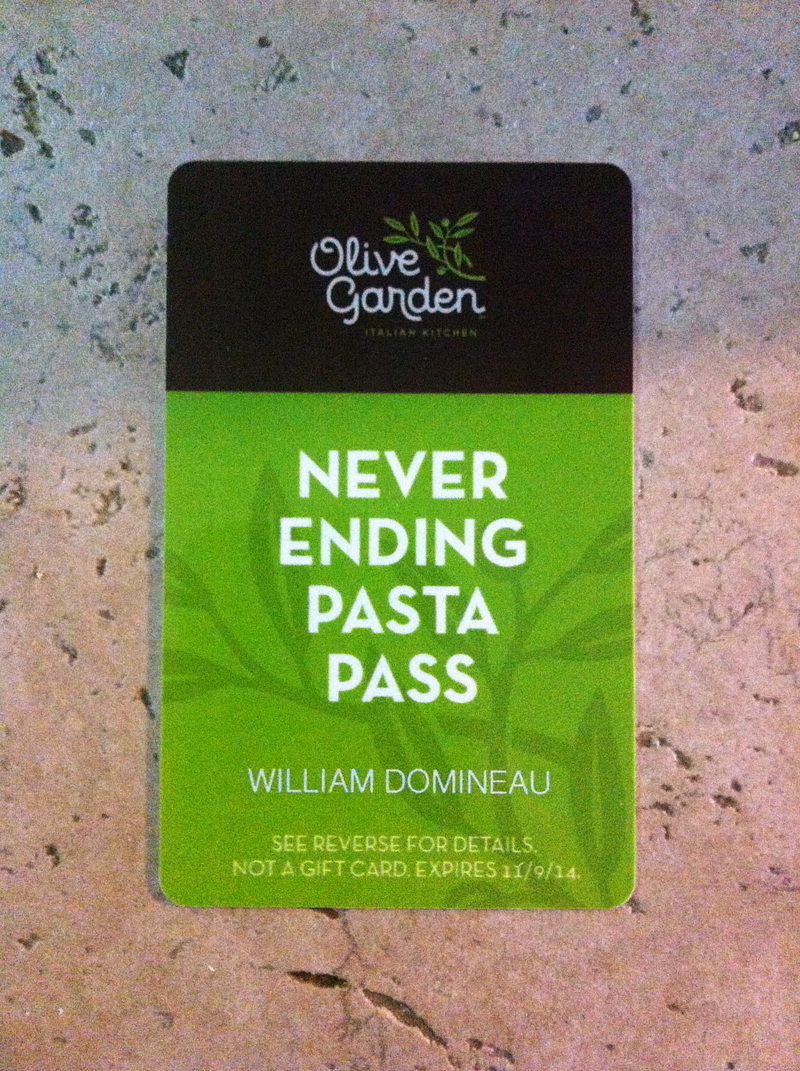 Olive
Garden
ITALIAN KITCHEN
NEVER
ENDING
PASTA
PASS
WILLIAM DOMINEAU
SEE REVERSE FOR DETAILS.
NOT A GIFT CARD. EXPIRES 11/9/14.